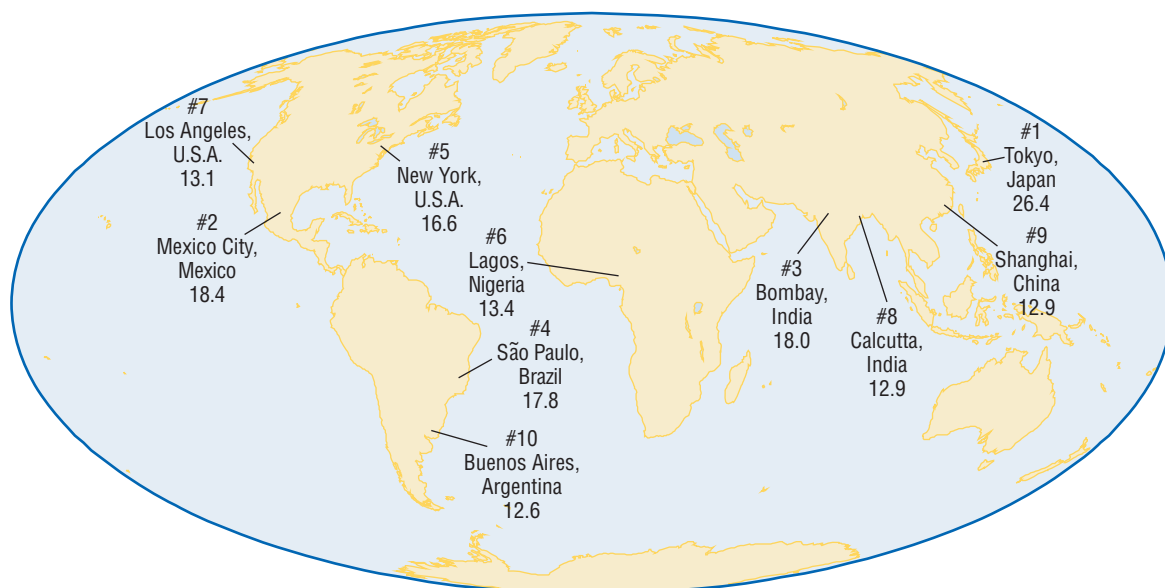 #7
Los Angeles,
U.S.A.
13.1
#2
Mexico City,
Mexico
18.4
#5
New York,
U.S.A.
16.6
#6
Lagos,
Nigeria
13.4
#4
São Paulo,
Brazil
17.8
#10
Buenos Aires,
Argentina
12.6
#3
Bombay,
India
18.0
#8
Calcutta,
India
12.9
#1
Tokyo,
Japan
26.4
#9
Shanghai,
China
12.9